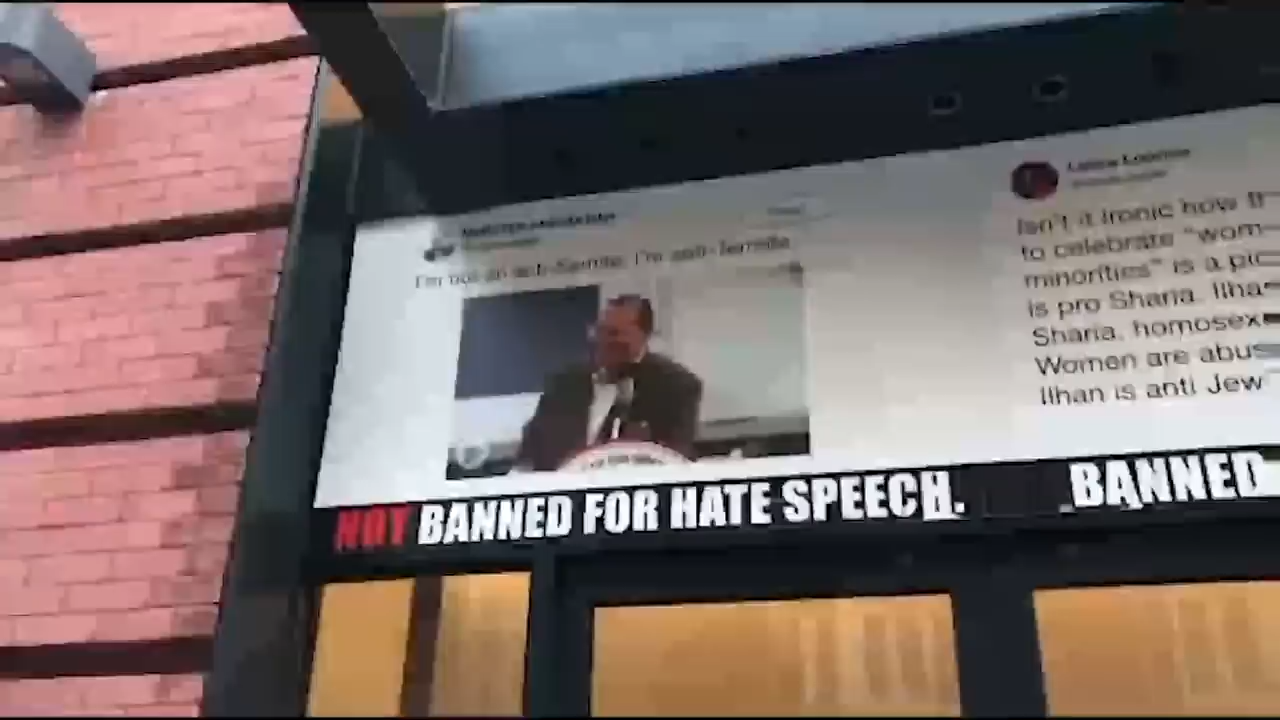 I'm not an anti-Semite. I'm anti-Termite.
NOT BANNED FOR HATE SPEECH.
Isn't it ironic how
to celebrate "wom
minorities" is a pic
is pro Sharia. Ilha
Sharia, homosex
Women are abus
Ilhan is anti Jew
BANNED